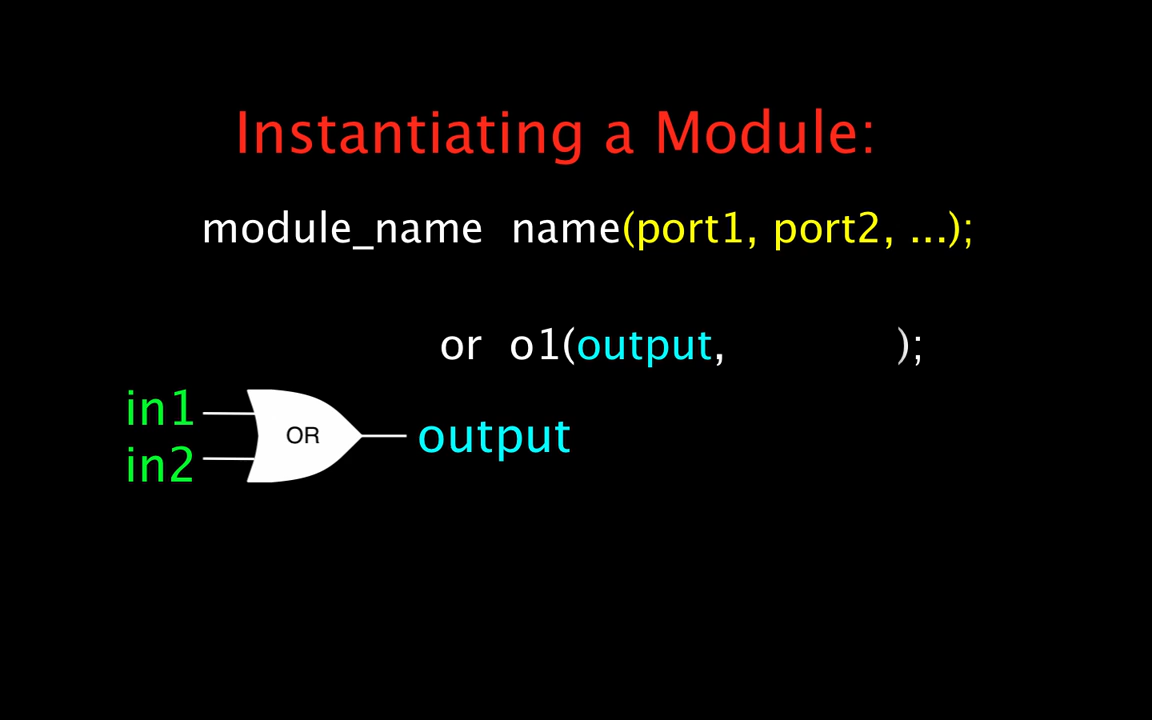 Instantiating a Module:
module_name name(port1, port2, ...);
or o1(output, );
in1
OR
output
in2